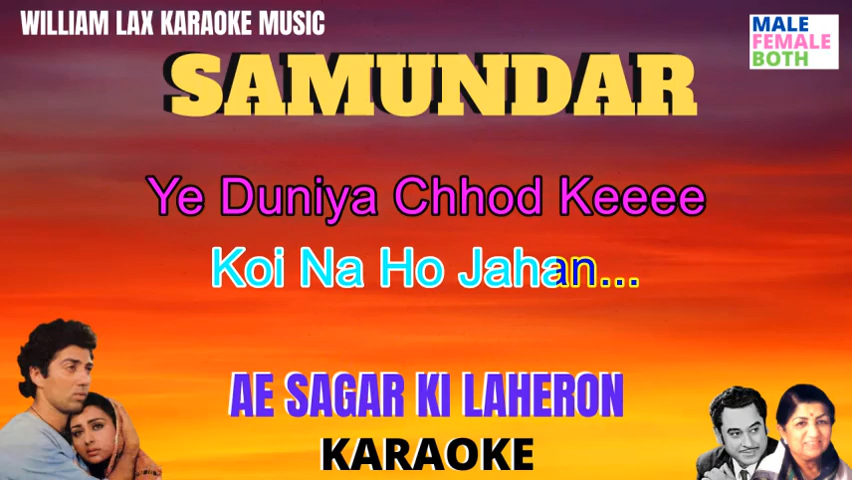 WILLIAM LAX KARAOKE MUSIC
MALE
FEMALE
BOTH
SAMUNDAR
Ye Duniya Chhod Keeee
Koi Na Ho Jahan...
AE SAGAR KI LAHERON
KARAOKE